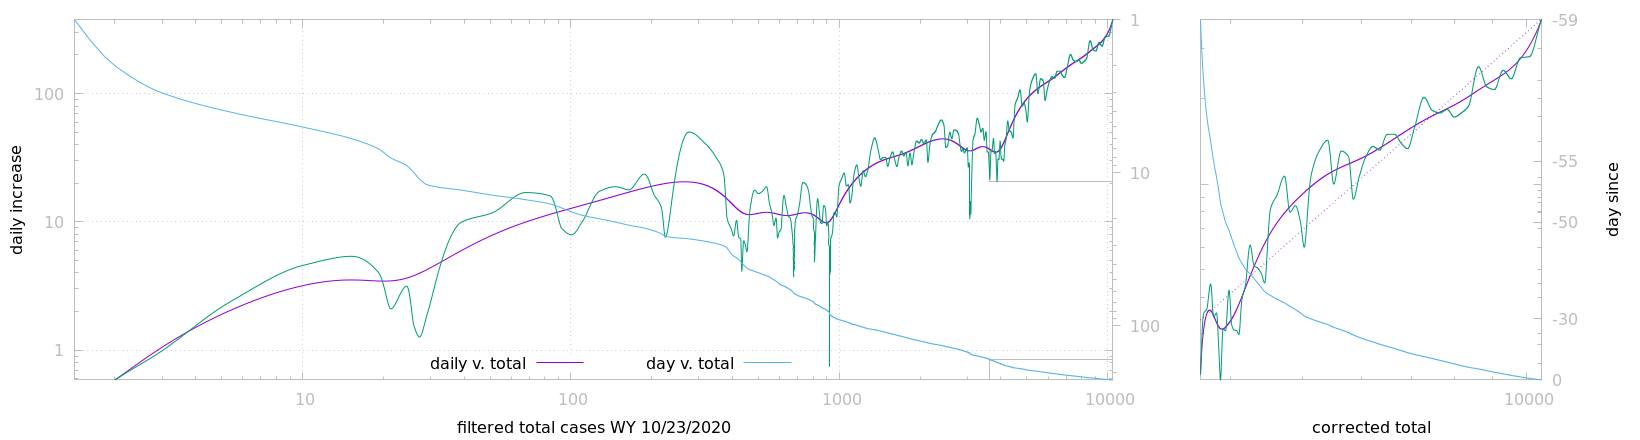 daily increase
100
10
1
daily v. total
day v. total
10
100
1000
10000
1
10
100
filtered total cases WY 10/23/2020
-59
-55
-50
-30
0
day since
10000
corrected total